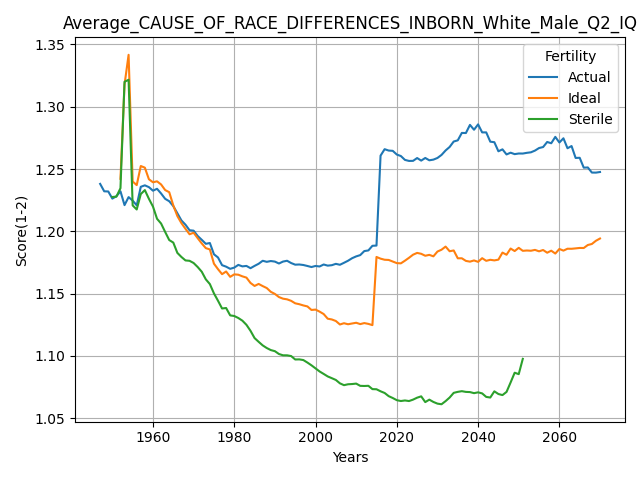 Average_CAUSE_OF_RACE_DIFFERENCES_INBORN_White_Male_Q2_IQ
Fertility
Actual
Ideal
Sterile
Score(1-2)
1.35
1.30
1.25
1.20
1.15
1.10
1.05
1960 1980 2000 2020 2040 2060
Years